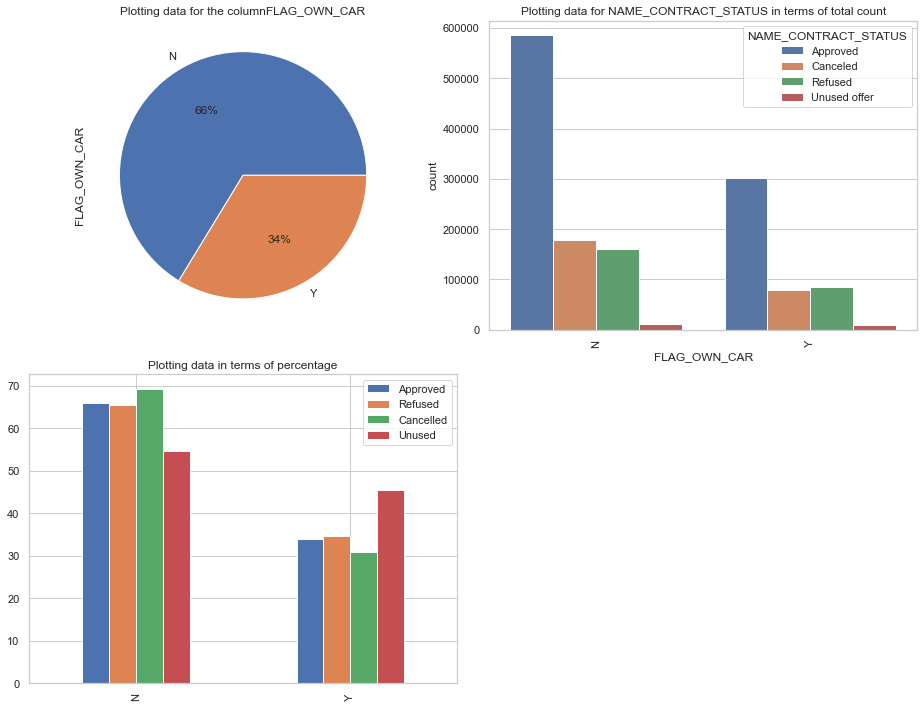 Plotting data for the columnFLAG_OWN_CAR
FLAG_OWN_CAR
N
66%
34%
Y
Plotting data for NAME_CONTRACT_STATUS in terms of total count
NAME_CONTRACT_STATUS
Approved
Canceled
Refused
Unused offer
count
600000
500000
400000
300000
200000
100000
0
N
Y
FLAG_OWN_CAR
Plotting data in terms of percentage
Approved
Refused
Cancelled
Unused
70
60
50
40
30
20
10
0
N
Y